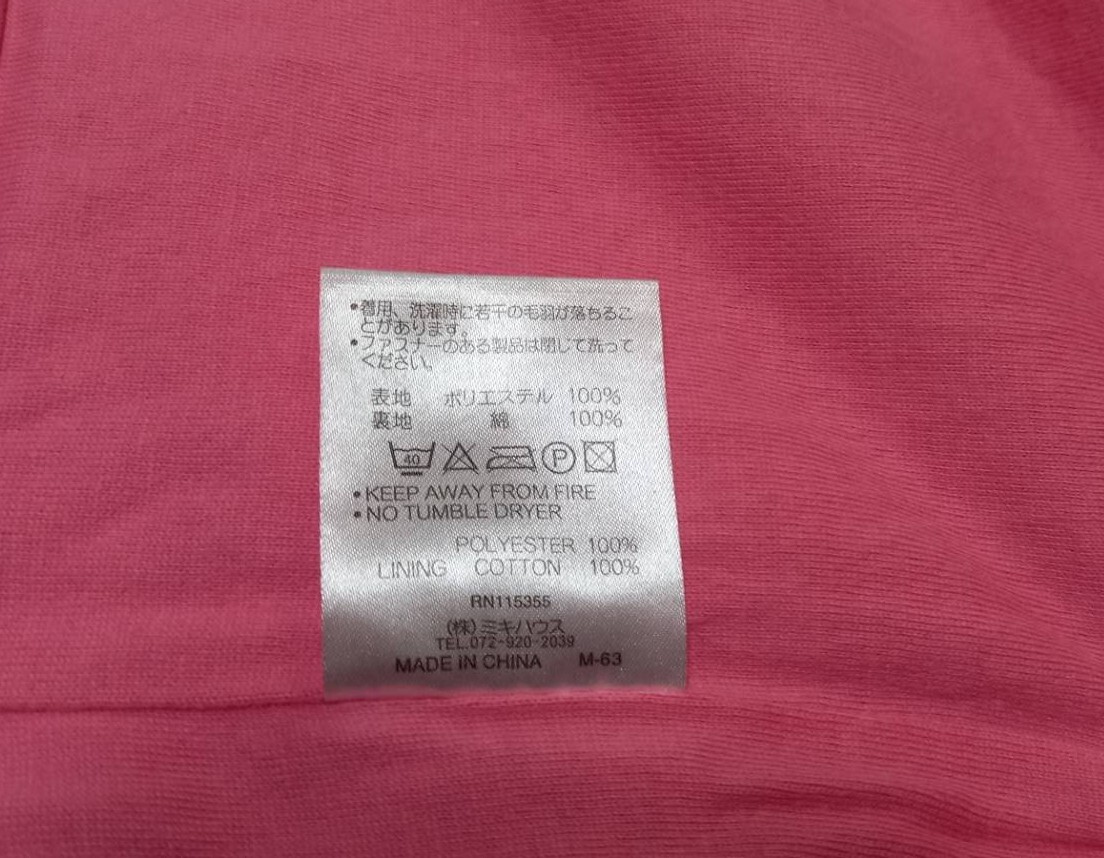 •着用、洗濯時に若干の毛羽が落ちるこ
とがあります。
•ファスナーのある製品は閉じて洗って
ください。
表地 ポリエステル 100%
裏地 綿 100%
40 P
•KEEP AWAY FROM FIRE
•NO TUMBLE DRYER
POLYESTER 100%
LINING COTTON 100%
RN115355
(株)ミキハウス
TEL.072-920-2039
MADE IN CHINA M-63